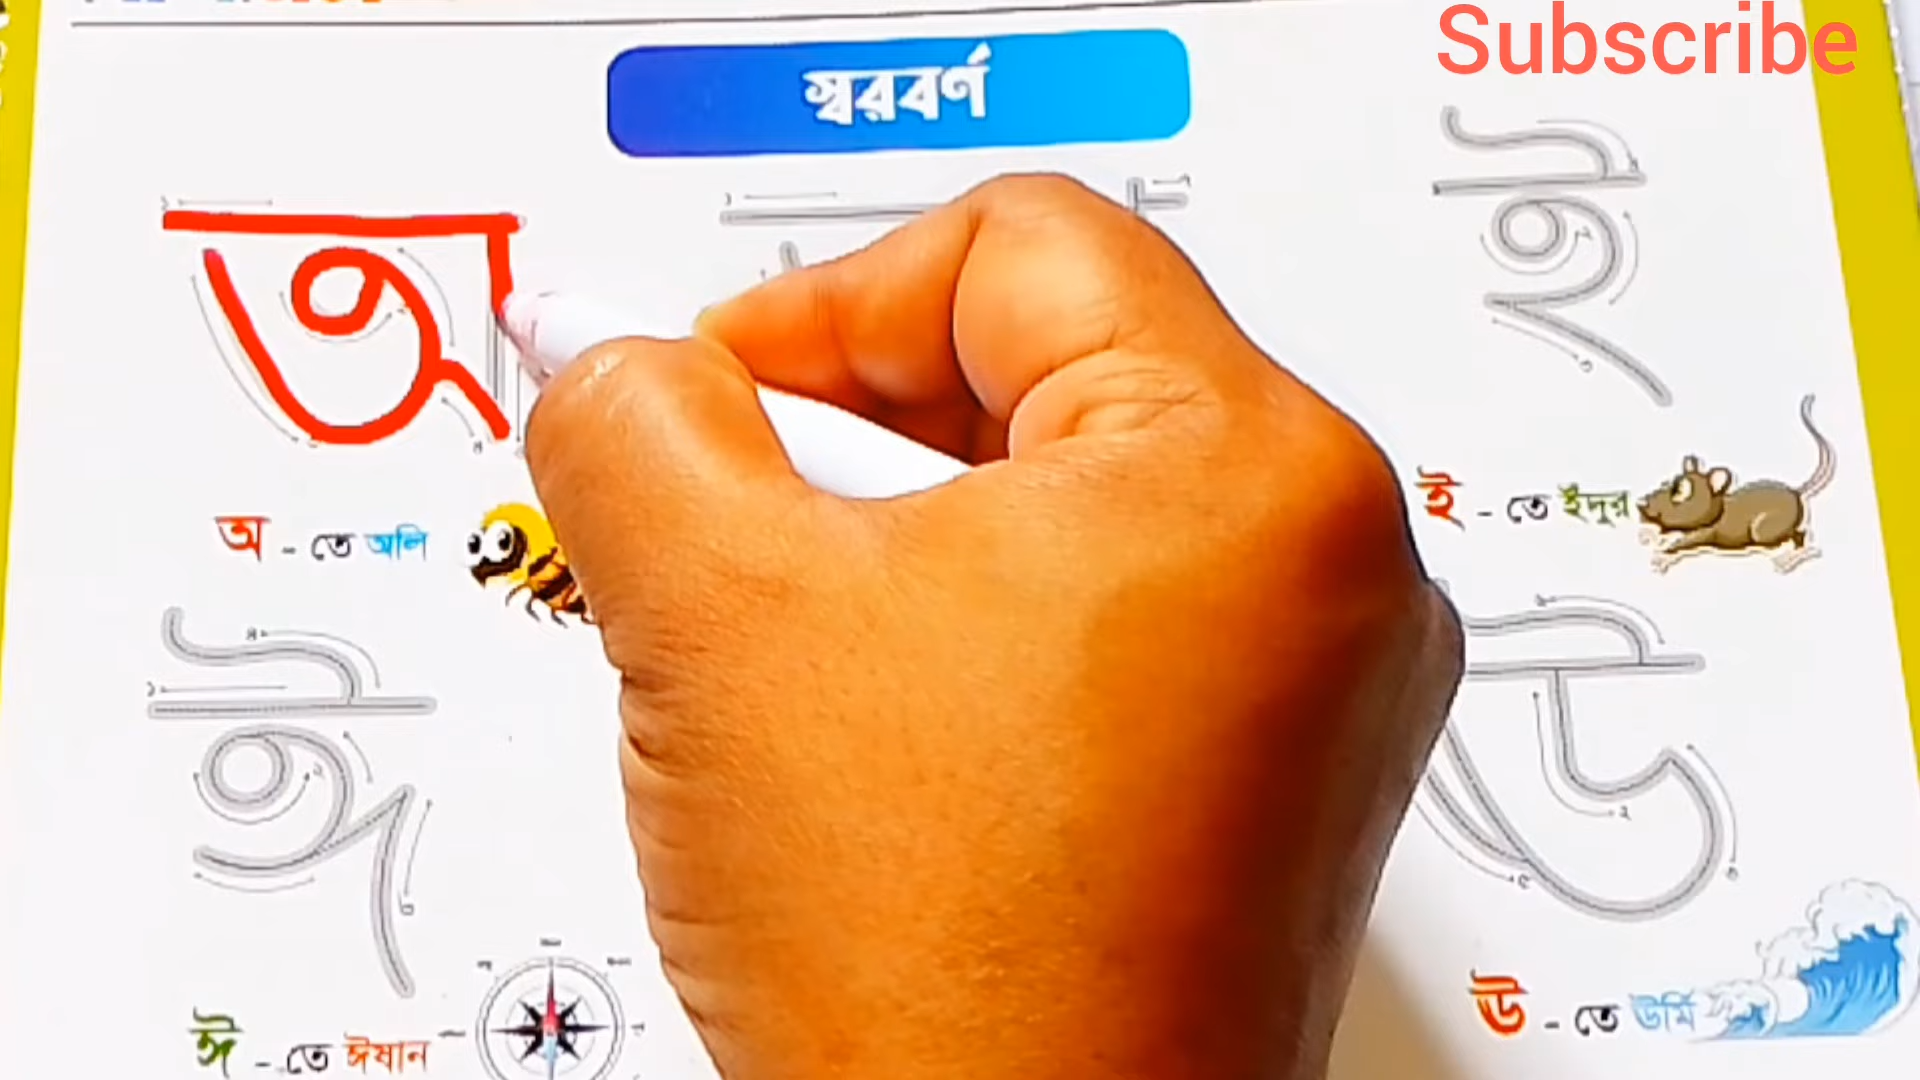 Subscribe
স্বরবর্ণ
অ
ই
অ - তে অলি
ই - তে ইঁদুর
ঈ
ঊ
ঈ - তে ঈষান
ঊ - তে ঊর্মি